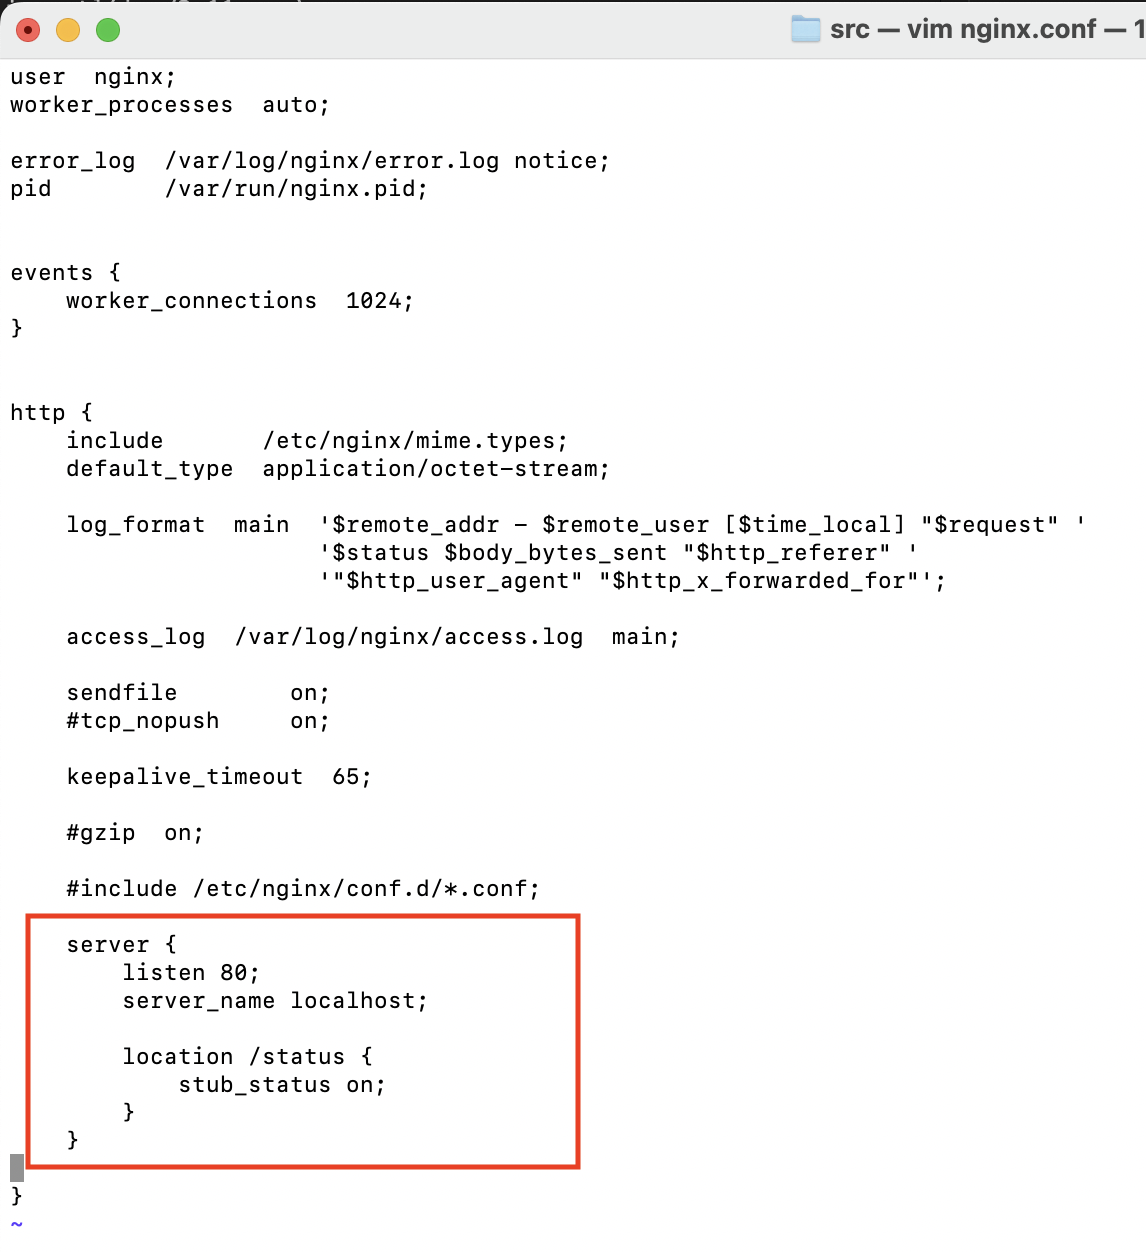 src — vim nginx.conf — 1
user  nginx;
worker_processes  auto;

error_log  /var/log/nginx/error.log notice;
pid        /var/run/nginx.pid;


events {
    worker_connections  1024;
}


http {
    include       /etc/nginx/mime.types;
    default_type  application/octet-stream;

    log_format  main  '$remote_addr - $remote_user [$time_local] "$request" '
                      '$status $body_bytes_sent "$http_referer" '
                      '"$http_user_agent" "$http_x_forwarded_for"';

    access_log  /var/log/nginx/access.log  main;

    sendfile        on;
    #tcp_nopush     on;

    keepalive_timeout  65;

    #gzip  on;

    #include /etc/nginx/conf.d/*.conf;

    server {
        listen 80;
        server_name localhost;

        location /status {
            stub_status on;
        }
    }

}
~